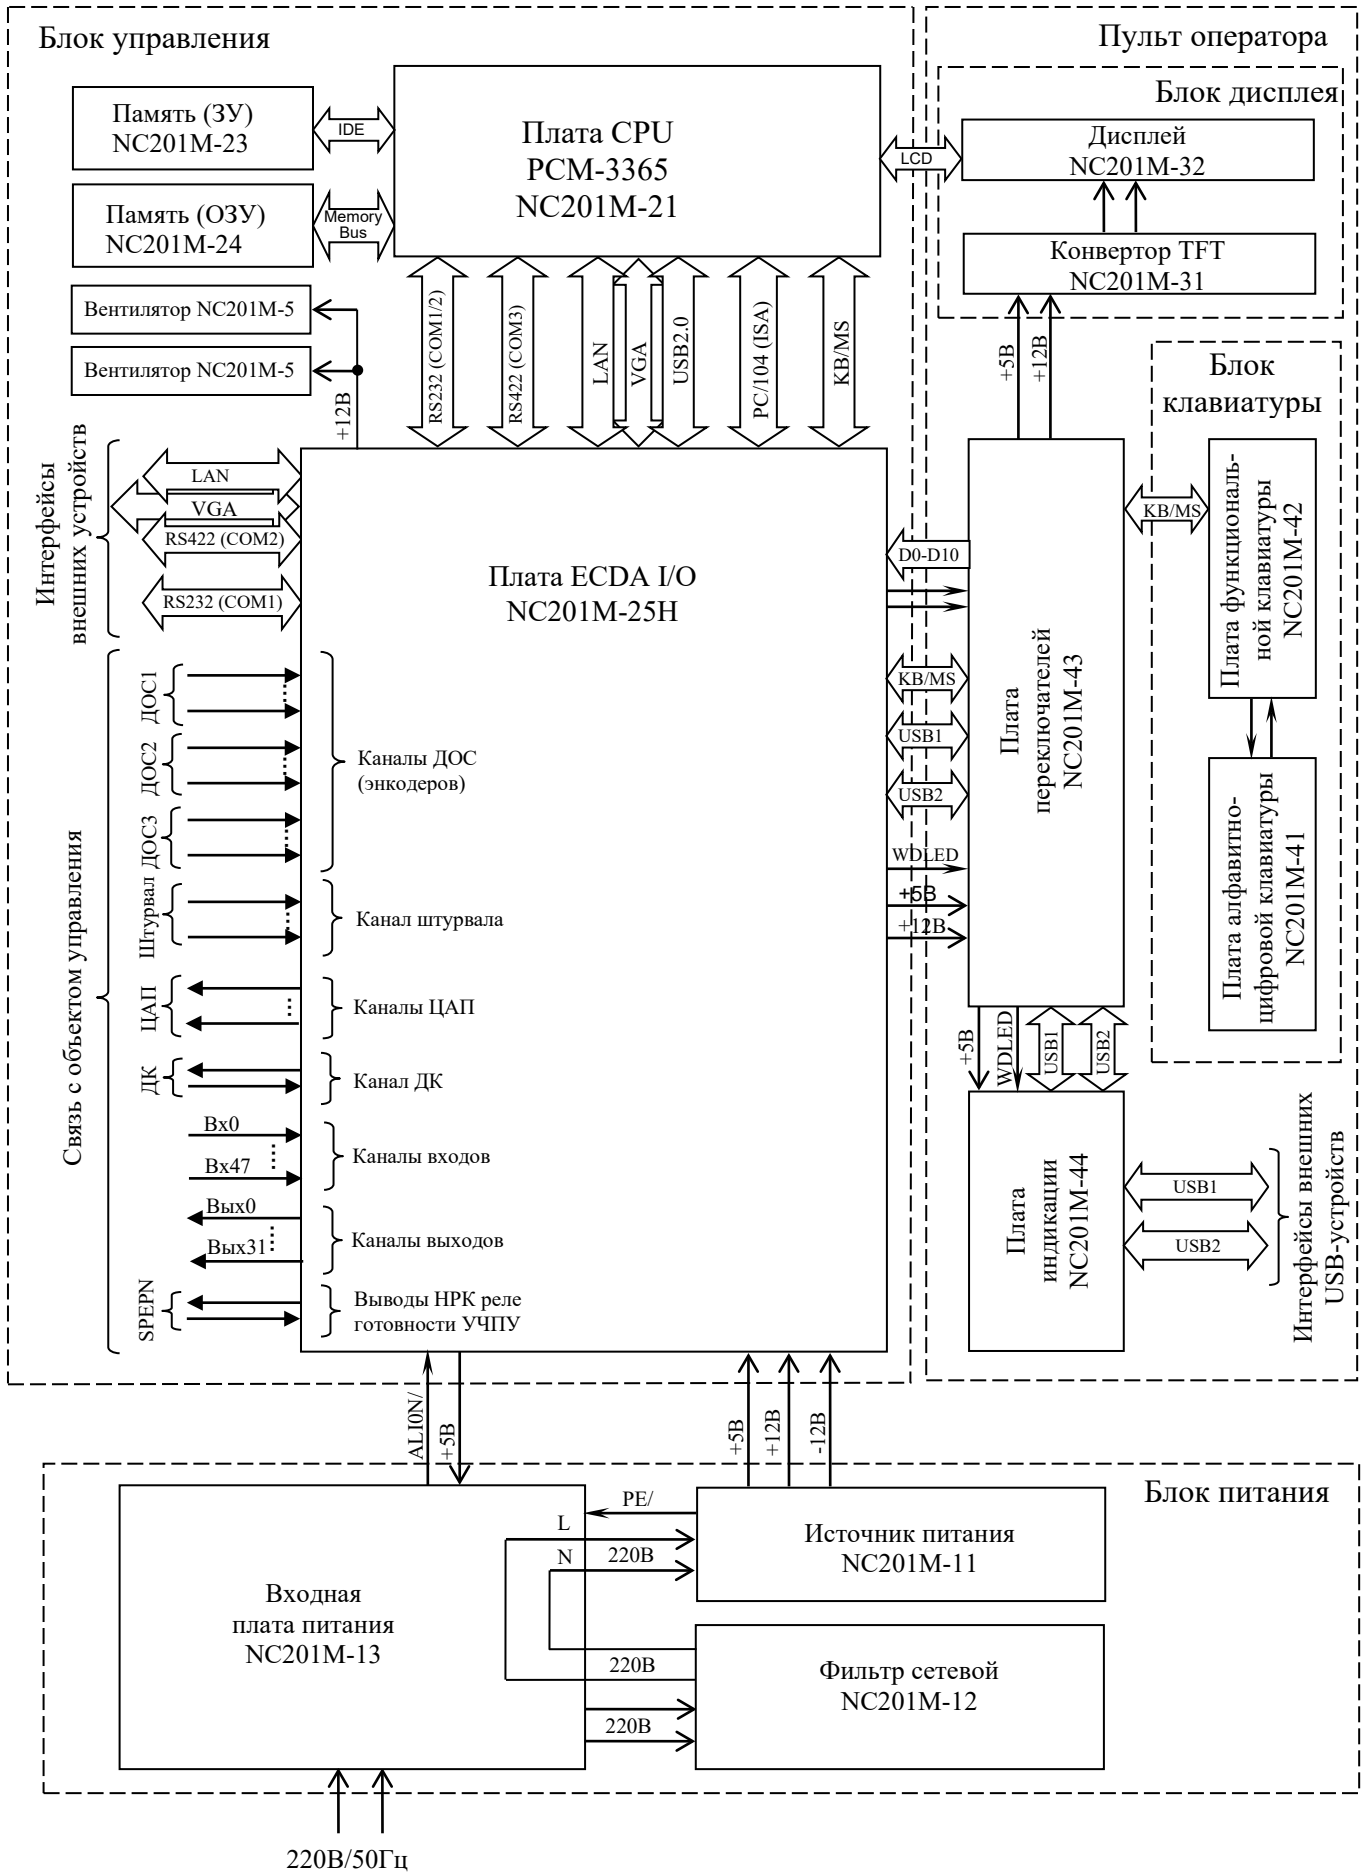 Блок управления
Пульт оператора
Блок дисплея
Память (ЗУ)
NC201M-23
IDE
Плата CPU
PCM-3365
NC201M-21
LCD
Дисплей
NC201M-32
Память (ОЗУ)
NC201M-24
Memory
Bus
Конвертор TFT
NC201M-31
Вентилятор NC201M-5
Вентилятор NC201M-5
+12В
RS232 (COM1/2)
RS422 (COM3)
LAN
VGA
USB2.0
PC/104 (ISA)
KB/MS
+5В
+12В
Блок
клавиатуры
Интерфейсы
внешних устройств
LAN
VGA
RS422 (COM2)
RS232 (COM1)
Плата ECDA I/O
NC201M-25H
D0-D10
KB/MS
USB1
USB2
WDLED
+5В
+12В
Плата
переключателей
NC201M-43
KB/MS
Плата функциональ-
ной клавиатуры
NC201M-42
Плата алфавитно-
цифровой клавиатуры
NC201M-41
Связь с объектом управления
ДОС1
ДОС2
ДОС3
Каналы ДОС
(энкодеров)
Штурвал
Канал штурвала
ЦАП
Каналы ЦАП
ДК
Канал ДК
Вх0
Вх47
Каналы входов
Вых0
Вых31
Каналы выходов
SPEPN
Выводы НРК реле
готовности УЧПУ
+5В
WDLED
USB1
USB2
Плата
индикации
NC201M-44
USB1
USB2
Интерфейсы внешних
USB-устройств
ALI0N/
+5В
+5В
+12В
-12В
Блок питания
Входная
плата питания
NC201M-13
PE/
L
N
220В
Источник питания
NC201M-11
220В
220В
Фильтр сетевой
NC201M-12
220В/50Гц